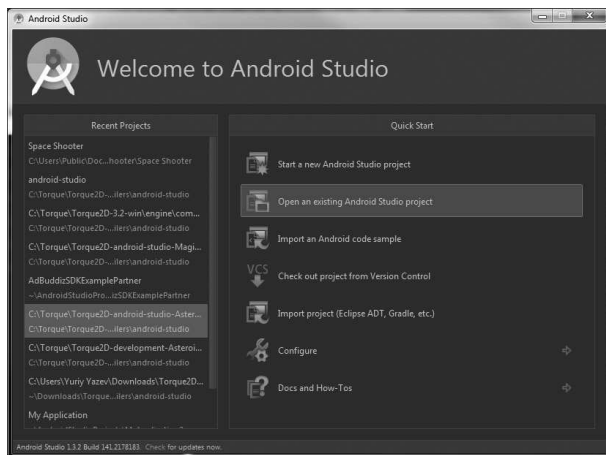 Android Studio
Welcome to Android Studio
Recent Projects
Space Shooter
C:\Users\Public\Doc...hooter\Space Shooter
android-studio
C:\Torque\Torque2D-...ilers\android-studio
C:\Torque\Torque2D-3.2-win\engine\com...
C:\Torque\Torque2D-...ilers\android-studio
C:\Torque\Torque2D-android-studio-Magi...
C:\Torque\Torque2D-...ilers\android-studio
AdBuddizSDKExamplePartner
~\AndroidStudioPro...izSDKExamplePartner
C:\Torque\Torque2D-android-studio-Aster...
C:\Torque\Torque2D-...ilers\android-studio
C:\Torque\Torque2D-development-Asteroi...
C:\Torque\Torque2D-...ilers\android-studio
C:\Users\Yuriy Yazev\Downloads\Torque2D...
~\Downloads\Torque...ilers\android-studio
My Application
Quick Start
Start a new Android Studio project
Open an existing Android Studio project
Import an Android code sample
VCS
Check out project from Version Control
Import project (Eclipse ADT, Gradle, etc.)
Configure
Docs and How-Tos
Android Studio 1.3.2 Build 141.2178183. Check for updates now.